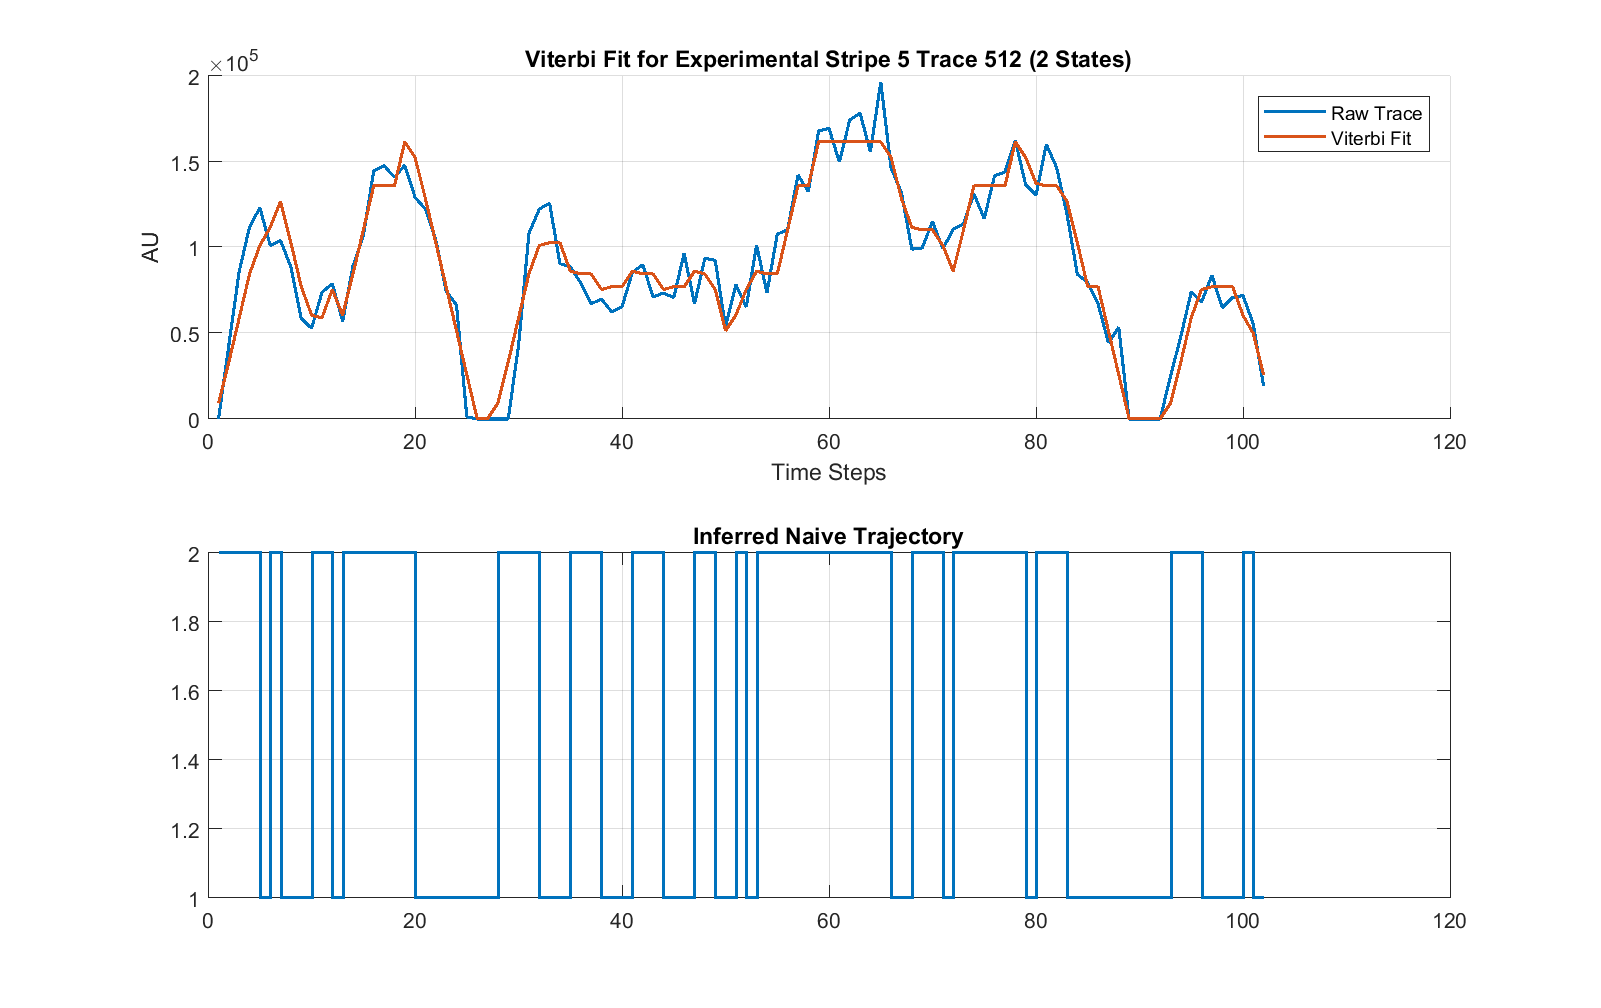 Viterbi Fit for Experimental Stripe 5 Trace 512 (2 States)
×10⁵
2
1.5
1
0.5
0
AU
Raw Trace
Viterbi Fit
0 20 40 60 80 100 120
Time Steps
Inferred Naive Trajectory
2
1.8
1.6
1.4
1.2
1
0 20 40 60 80 100 120